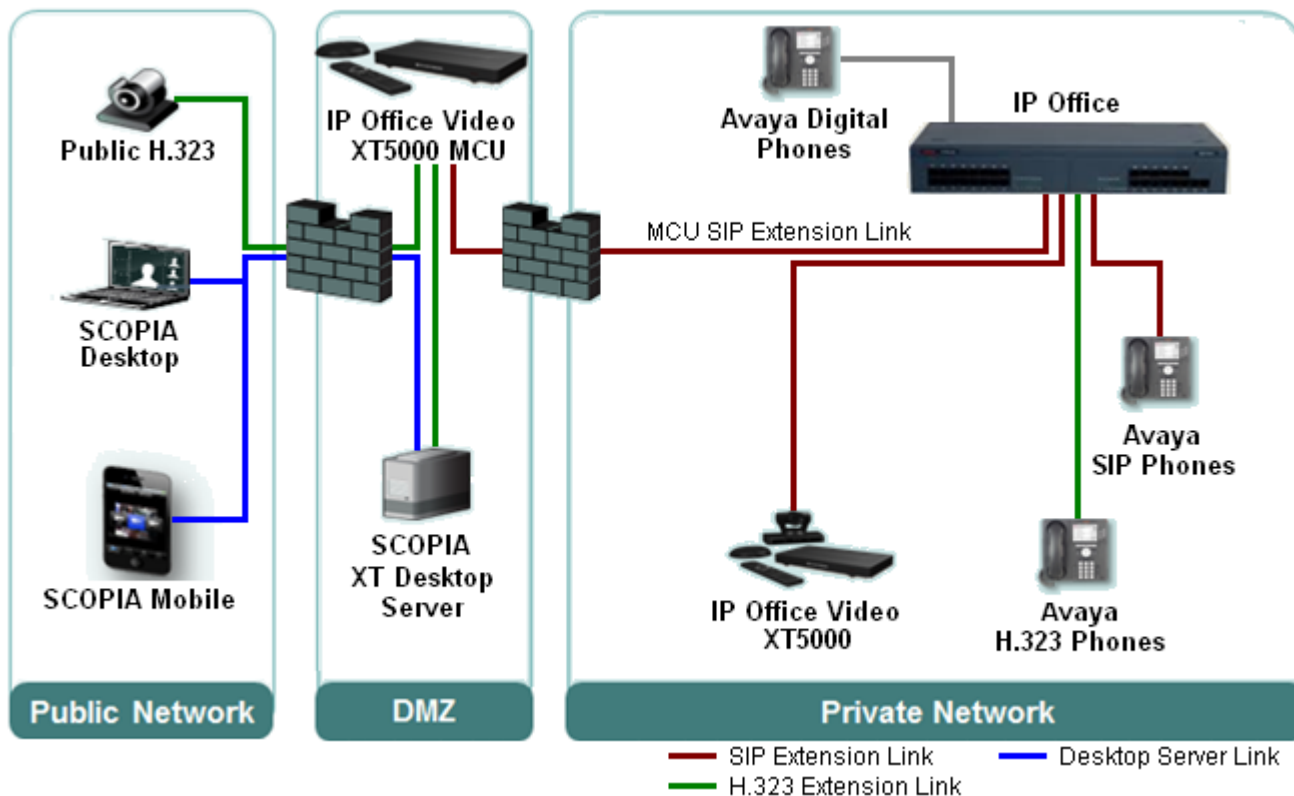 Public H.323
SCOPIA
Desktop
SCOPIA Mobile
Public Network
IP Office Video
XT5000 MCU
SCOPIA
XT Desktop
Server
DMZ
Avaya Digital
Phones
IP Office
MCU SIP Extension Link
Avaya
SIP Phones
IP Office Video
XT5000
Avaya
H.323 Phones
Private Network
SIP Extension Link
Desktop Server Link
H.323 Extension Link